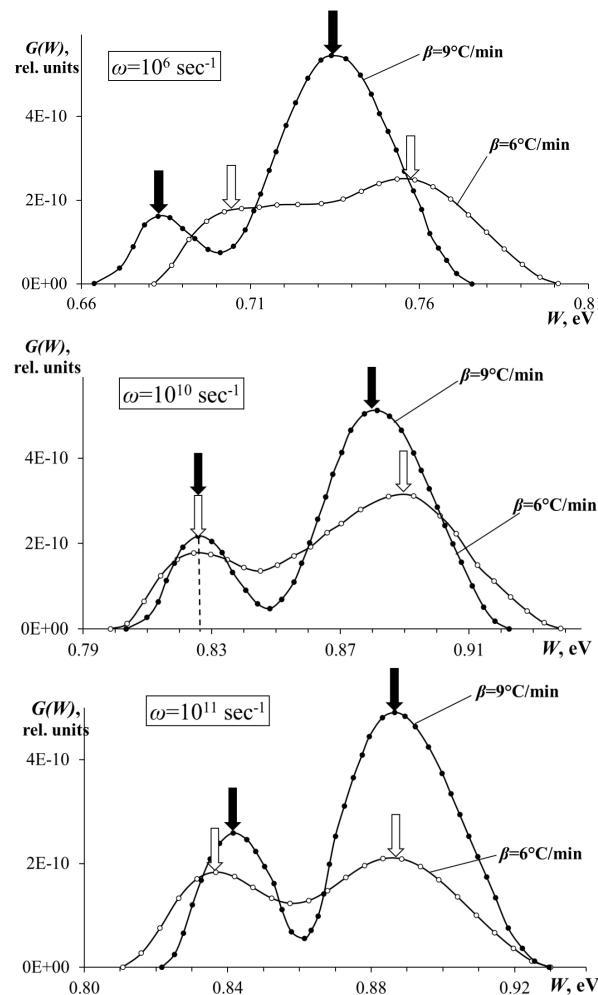 G(W),
rel. units
ω=10⁶ sec⁻¹
β=9°C/min
β=6°C/min
4E-10
2E-10
0E+00
0.66
0.71
0.76
0.81
W, eV
G(W),
rel. units
ω=10¹⁰ sec⁻¹
β=9°C/min
β=6°C/min
4E-10
2E-10
0E+00
0.79
0.83
0.87
0.91
W, eV
G(W),
rel. units
ω=10¹¹ sec⁻¹
β=9°C/min
β=6°C/min
4E-10
2E-10
0E+00
0.80
0.84
0.88
0.92
W, eV